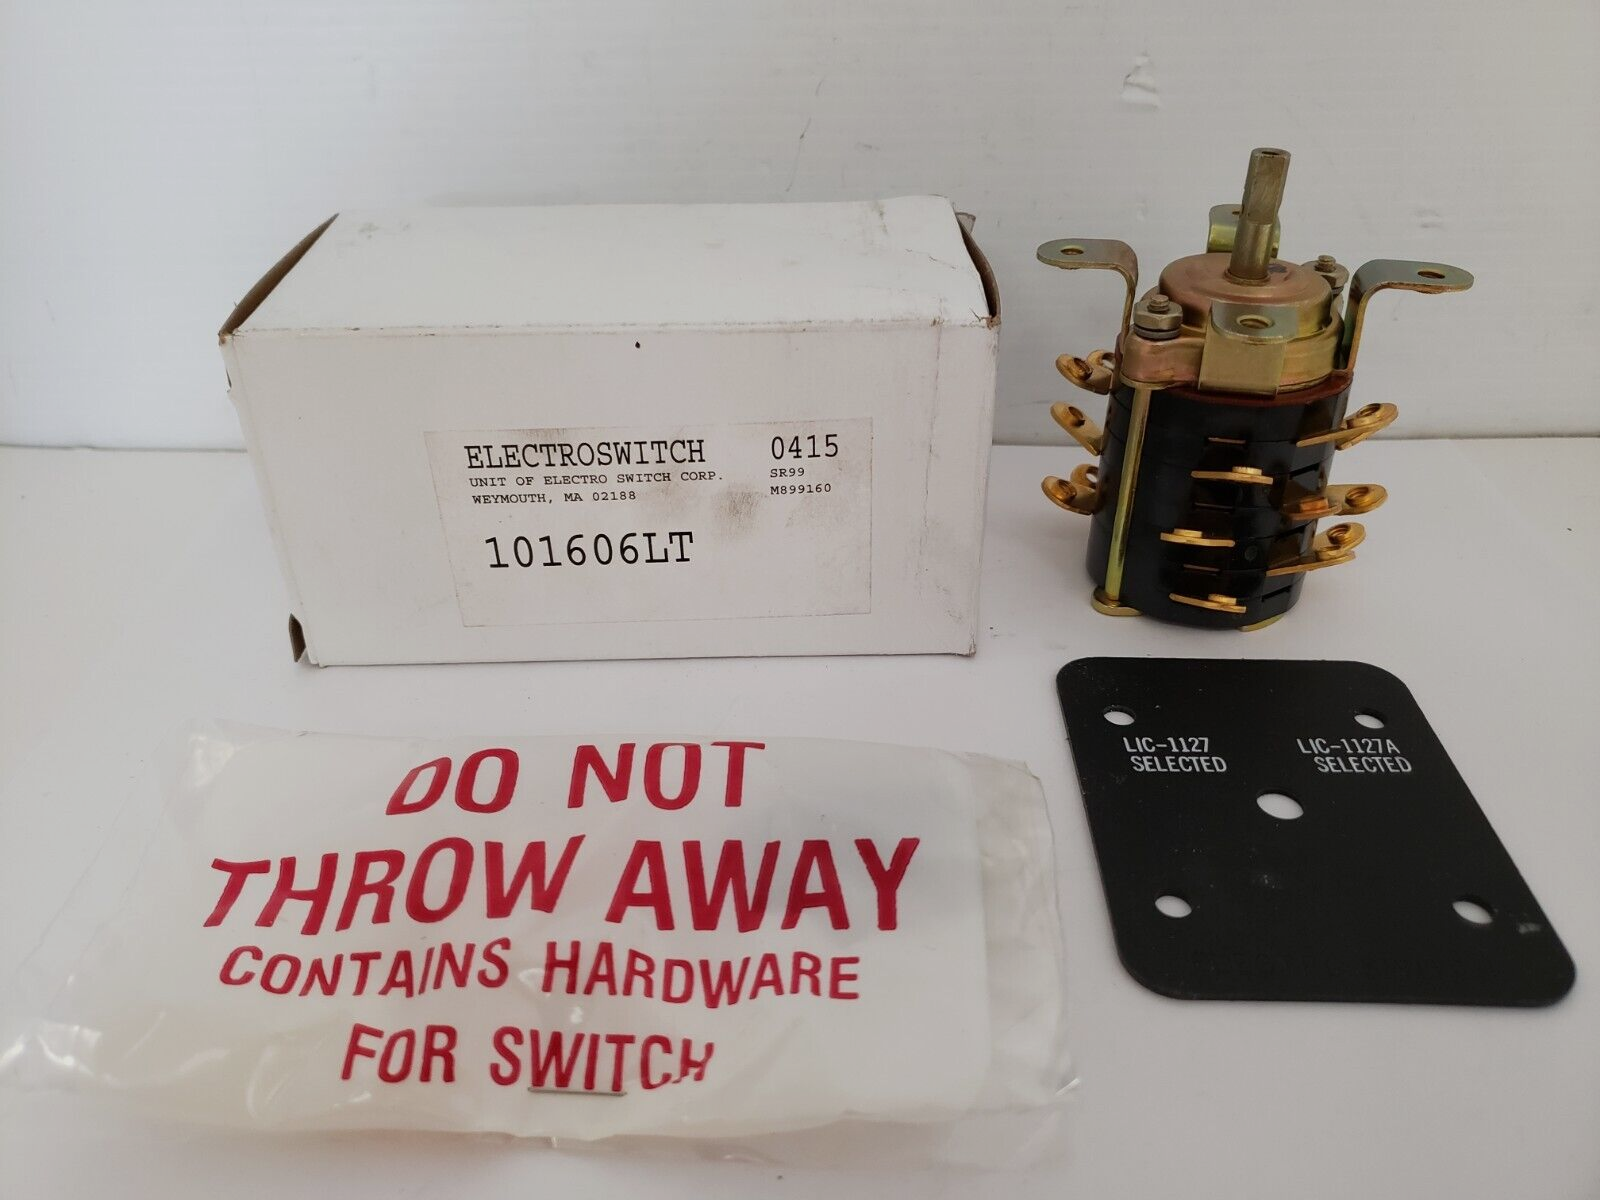 ELECTROSWITCH 0415
UNIT OF ELECTRO SWITCH CORP. SR99
WEYMOUTH, MA 02188 M899160
101606LT
LIC-1127
SELECTED
LIC-1127A
SELECTED
DO NOT
THROW AWAY
CONTAINS HARDWARE
FOR SWITCH